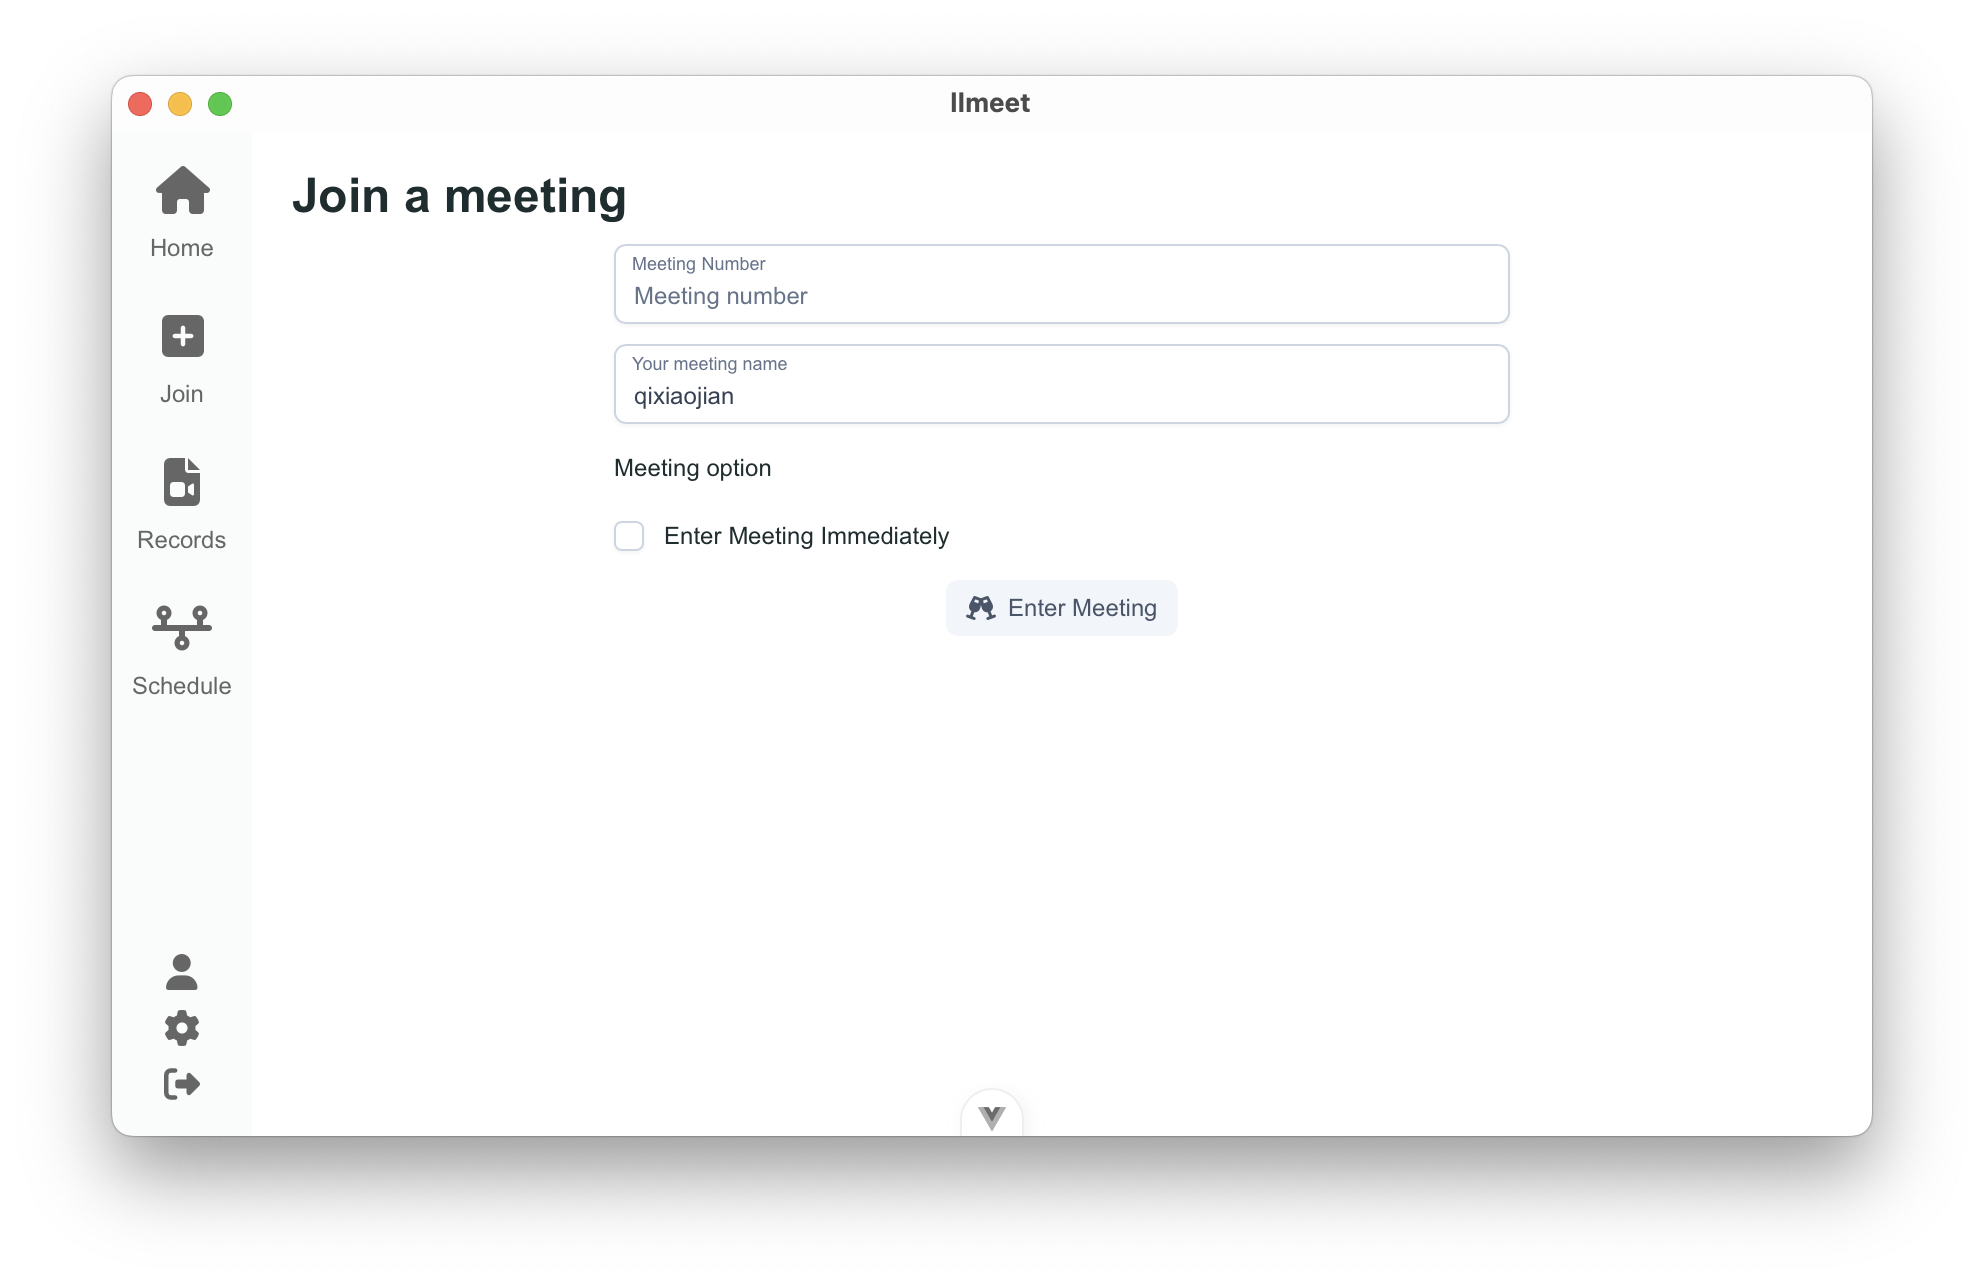 llmeet
Home
Join
Records
Schedule
Join a meeting
Meeting Number
Meeting number
Your meeting name
qixiaojian
Meeting option
Enter Meeting Immediately
Enter Meeting